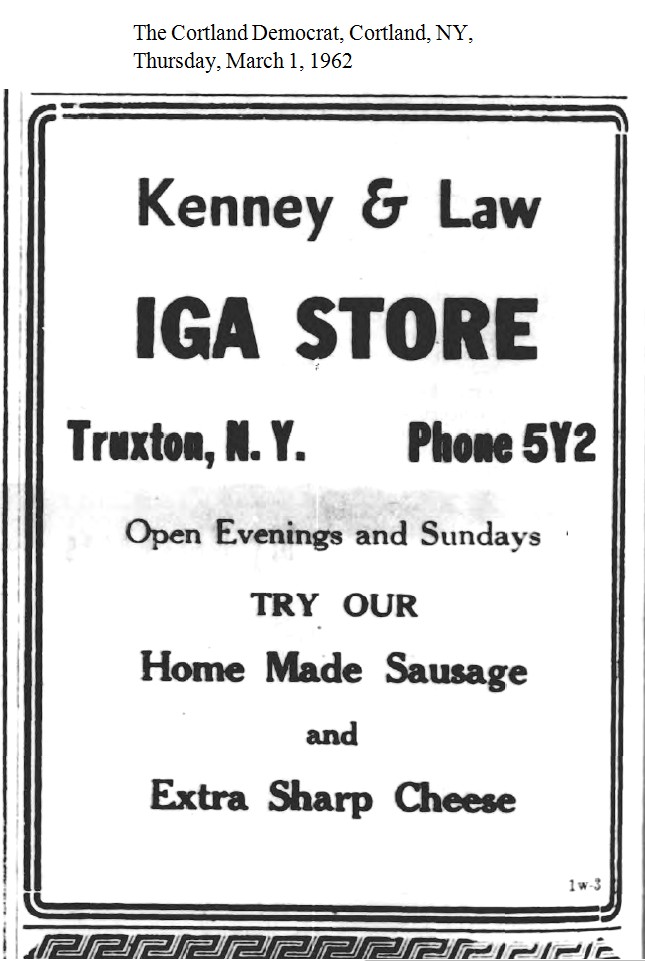 The Cortland Democrat, Cortland, NY,
Thursday, March 1, 1962
Kenney & Law
IGA STORE
Truxton, N. Y. Phone 5Y2
Open Evenings and Sundays
TRY OUR
Home Made Sausage
and
Extra Sharp Cheese
1w-3